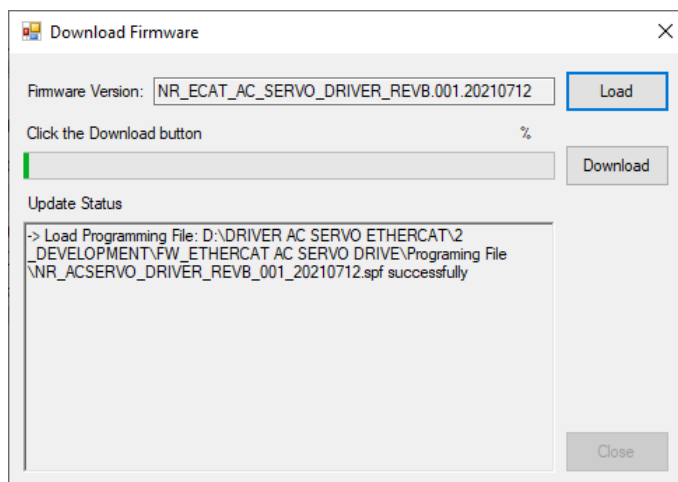 Download Firmware
Firmware Version: NR_ECAT_AC_SERVO_DRIVER_REVB.001.20210712 Load
Click the Download button %
Download
Update Status
-> Load Programming File: D:\DRIVER AC SERVO ETHERCAT\2
_DEVELOPMENT\FW_ETHERCAT AC SERVO DRIVE\Programing File
\NR_ACSERVO_DRIVER_REVB_001_20210712.spf successfully
Close